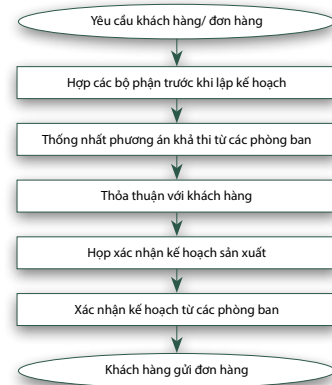 Yêu cầu khách hàng/ đơn hàng
Hợp các bộ phận trước khi lập kế hoạch
Thống nhất phương án khả thi từ các phòng ban
Thỏa thuận với khách hàng
Họp xác nhận kế hoạch sản xuất
Xác nhận kế hoạch từ các phòng ban
Khách hàng gửi đơn hàng